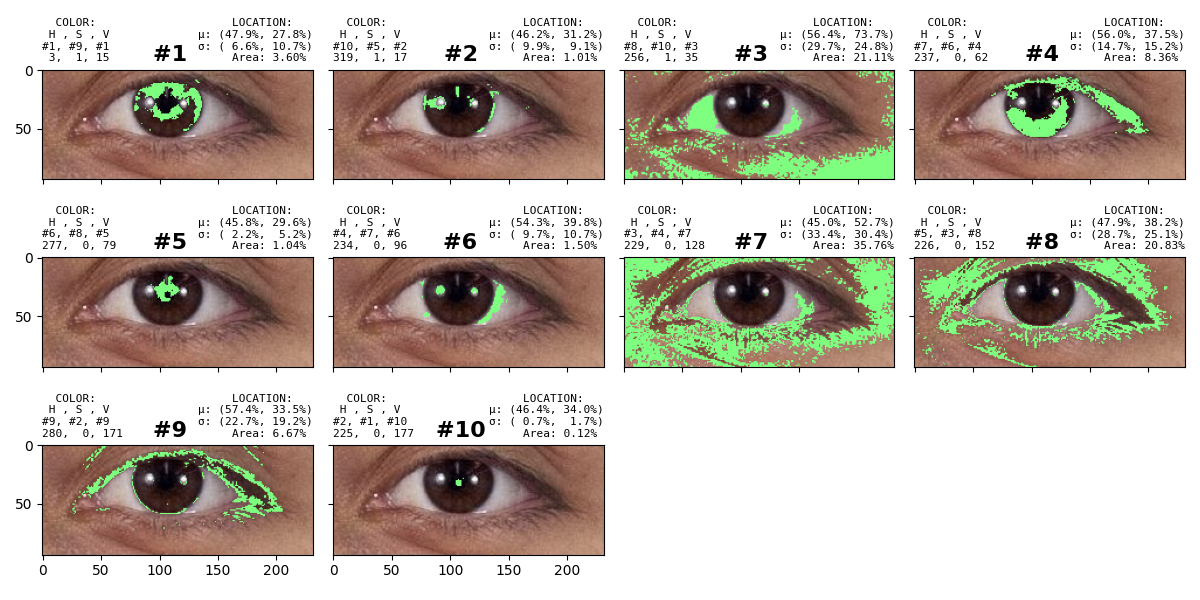 COLOR: LOCATION:
H , S , V μ: (47.9%, 27.8%)
#1, #9, #1 #1 σ: ( 6.6%, 10.7%)
3,  1, 15 Area: 3.60%
COLOR: LOCATION:
H , S , V μ: (46.2%, 31.2%)
#10, #5, #2 #2 σ: ( 9.9%,  9.1%)
319,  1, 17 Area: 1.01%
COLOR: LOCATION:
H , S , V μ: (56.4%, 73.7%)
#8, #10, #3 #3 σ: (29.7%, 24.8%)
256,  1, 35 Area: 21.11%
COLOR: LOCATION:
H , S , V μ: (56.0%, 37.5%)
#7, #6, #4 #4 σ: (14.7%, 15.2%)
237,  0, 62 Area: 8.36%
0
50
COLOR: LOCATION:
H , S , V μ: (45.8%, 29.6%)
#6, #8, #5 #5 σ: ( 2.2%,  5.2%)
277,  0, 79 Area: 1.04%
COLOR: LOCATION:
H , S , V μ: (54.3%, 39.8%)
#4, #7, #6 #6 σ: ( 9.7%, 10.7%)
234,  0, 96 Area: 1.50%
COLOR: LOCATION:
H , S , V μ: (45.0%, 52.7%)
#3, #4, #7 #7 σ: (33.4%, 30.4%)
229,  0, 128 Area: 35.76%
COLOR: LOCATION:
H , S , V μ: (47.9%, 38.2%)
#5, #3, #8 #8 σ: (28.7%, 25.1%)
226,  0, 152 Area: 20.83%
0
50
COLOR: LOCATION:
H , S , V μ: (57.4%, 33.5%)
#9, #2, #9 #9 σ: (22.7%, 19.2%)
280,  0, 171 Area: 6.67%
COLOR: LOCATION:
H , S , V μ: (46.4%, 34.0%)
#2, #1, #10 #10 σ: ( 0.7%,  1.7%)
225,  0, 177 Area: 0.12%
0
50
0 50 100 150 200
0 50 100 150 200